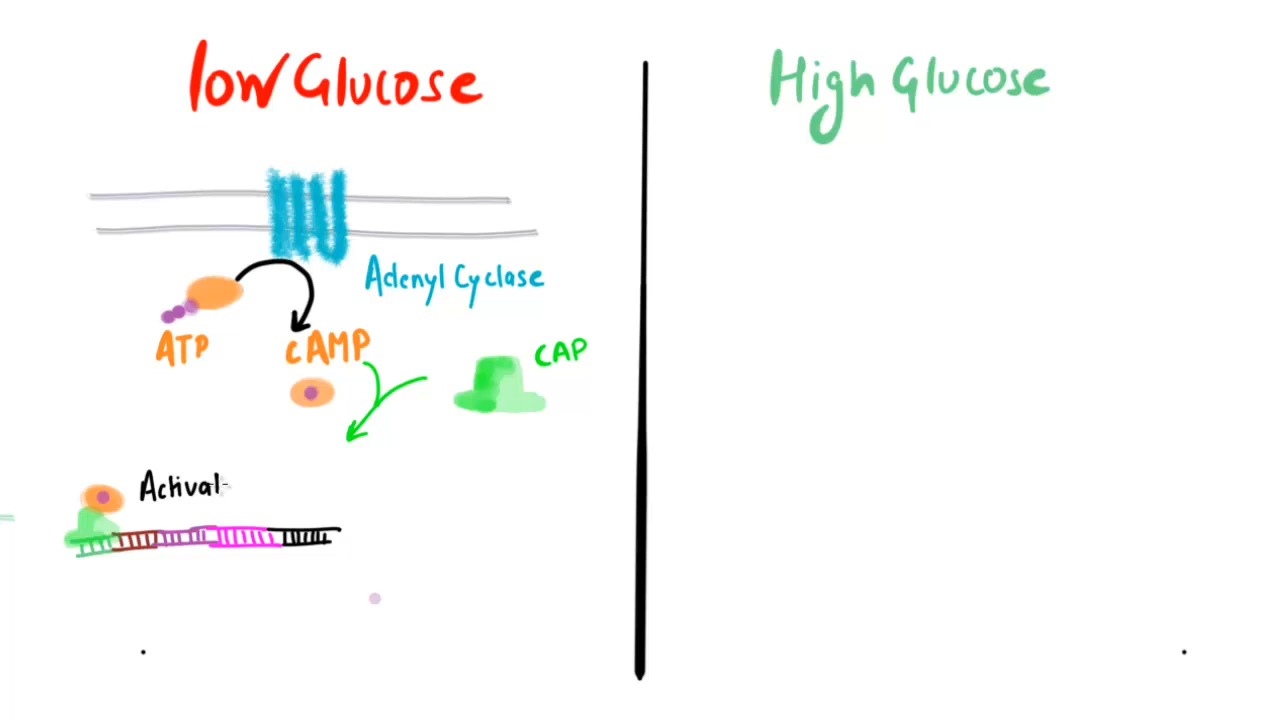 low Glucose
High Glucose
Adenyl Cyclase
ATP
cAMP
CAP